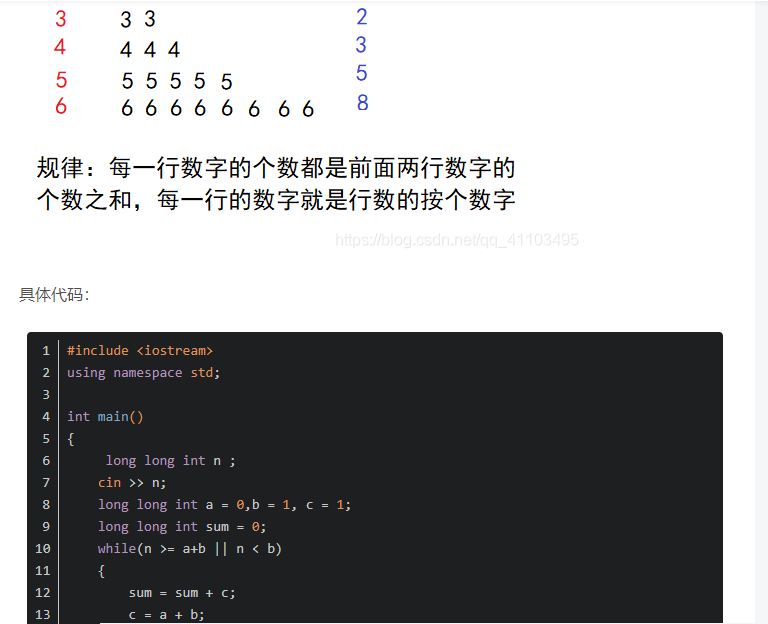 3 3 3 2
4 4 4 4 3
5 5 5 5 5 5 5
6 6 6 6 6 6 6 6 6 8
规律：每一行数字的个数都是前面两行数字的
个数之和，每一行的数字就是行数的按个数字
https://blog.csdn.net/qq_41103495
具体代码：
1 #include <iostream>
2 using namespace std;
3
4 int main()
5 {
6 long long int n ;
7 cin >> n;
8 long long int a = 0,b = 1, c = 1;
9 long long int sum = 0;
10 while(n >= a+b || n < b)
11 {
12 sum = sum + c;
13 c = a + b;